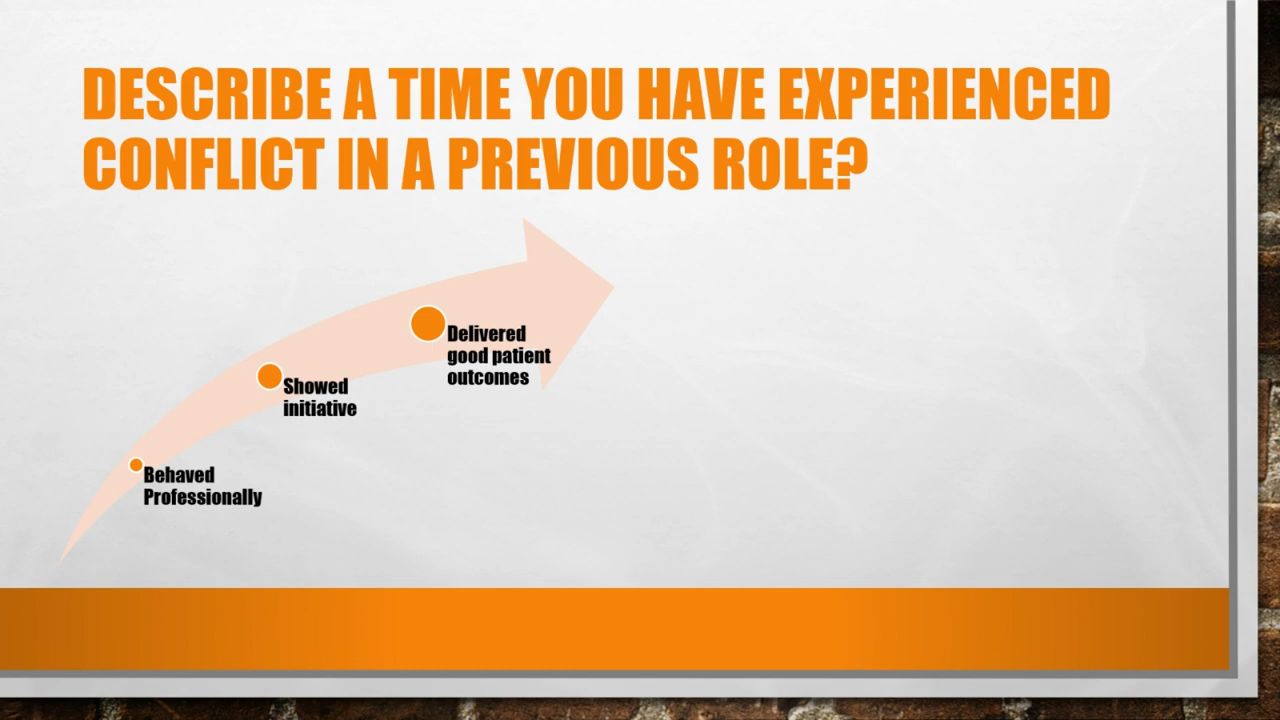 DESCRIBE A TIME YOU HAVE EXPERIENCED
CONFLICT IN A PREVIOUS ROLE?
Delivered
good patient
outcomes
Showed
initiative
Behaved
Professionally